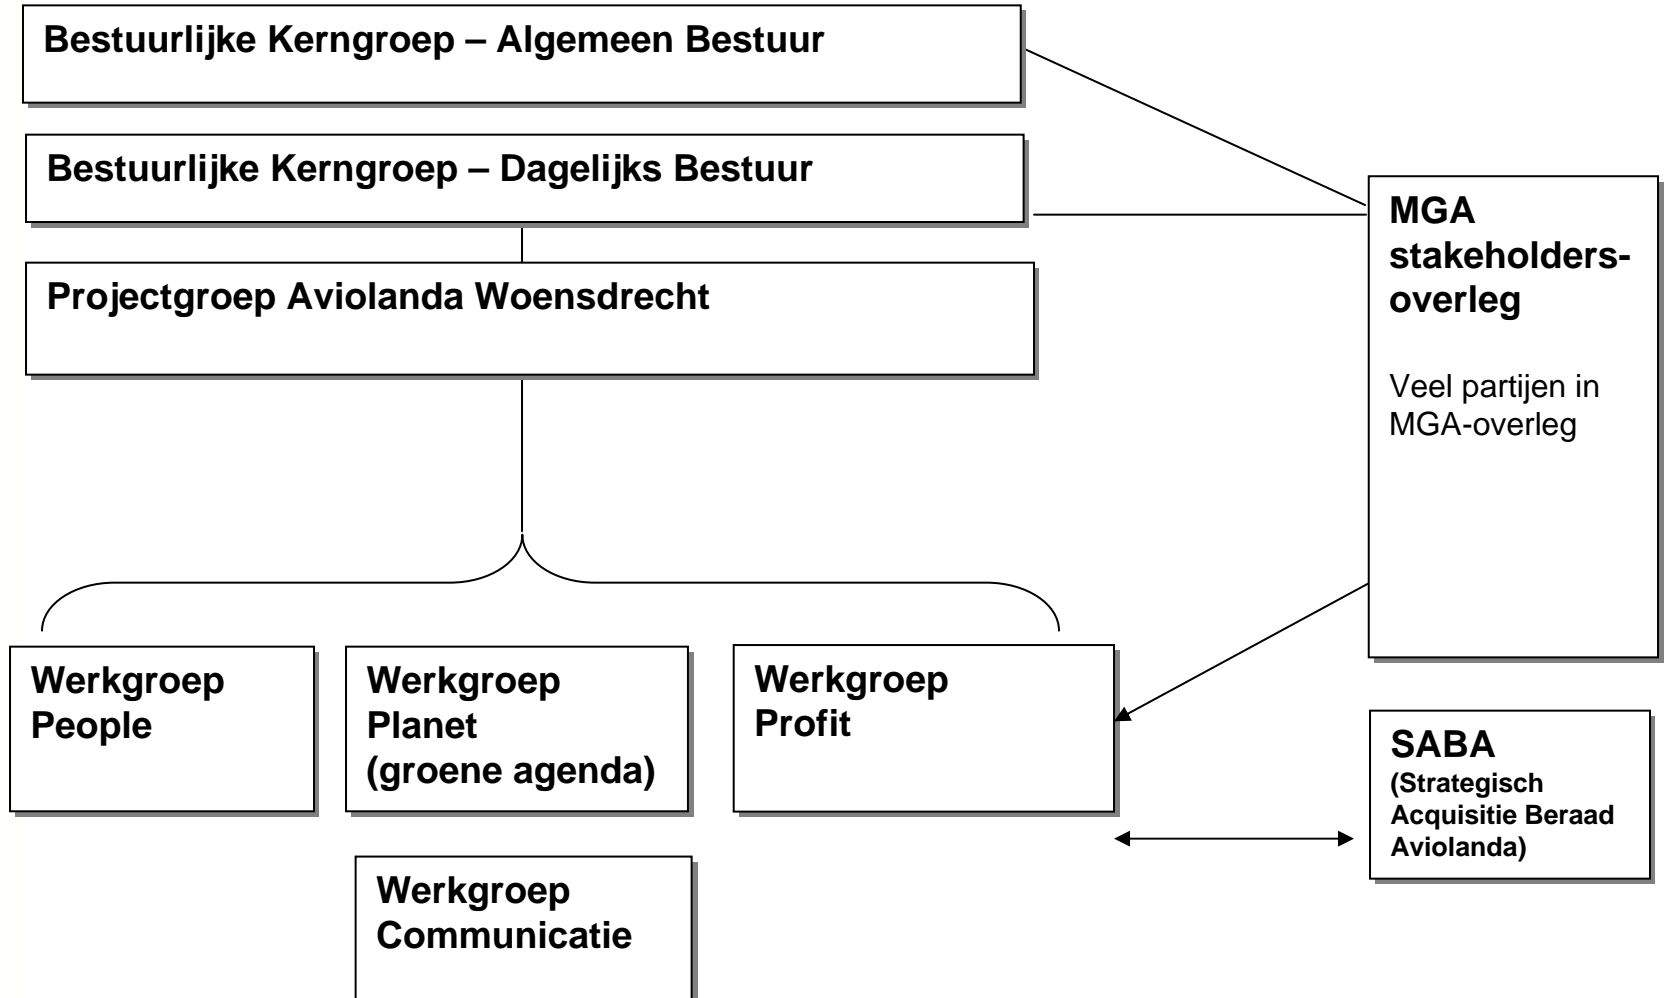 Bestuurlijke Kerngroep – Algemeen Bestuur
Bestuurlijke Kerngroep – Dagelijks Bestuur
Projectgroep Aviolanda Woensdrecht
MGA
stakeholders-
overleg
Veel partijen in
MGA-overleg
Werkgroep
People
Werkgroep
Planet
(groene agenda)
Werkgroep
Profit
SABA
(Strategisch
Acquisitie Beraad
Aviolanda)
Werkgroep
Communicatie